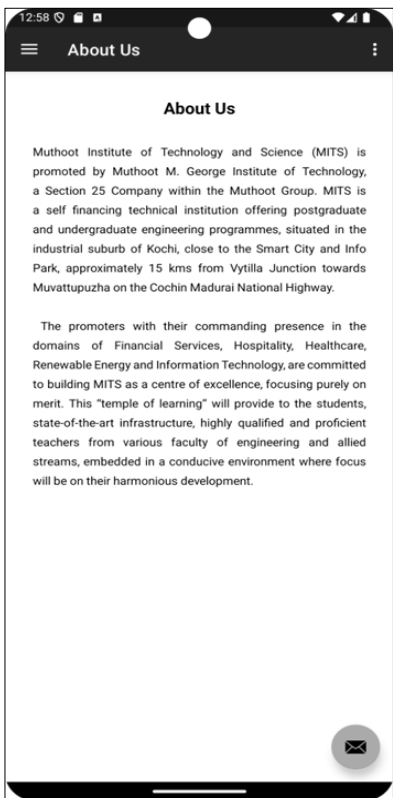 12:58
About Us
About Us
Muthoot Institute of Technology and Science (MITS) is
promoted by Muthoot M. George Institute of Technology,
a Section 25 Company within the Muthoot Group. MITS is
a self financing technical institution offering postgraduate
and undergraduate engineering programmes, situated in the
industrial suburb of Kochi, close to the Smart City and Info
Park, approximately 15 kms from Vytilla Junction towards
Muvattupuzha on the Cochin Madurai National Highway.
The promoters with their commanding presence in the
domains of Financial Services, Hospitality, Healthcare,
Renewable Energy and Information Technology, are committed
to building MITS as a centre of excellence, focusing purely on
merit. This “temple of learning” will provide to the students,
state-of-the-art infrastructure, highly qualified and proficient
teachers from various faculty of engineering and allied
streams, embedded in a conducive environment where focus
will be on their harmonious development.